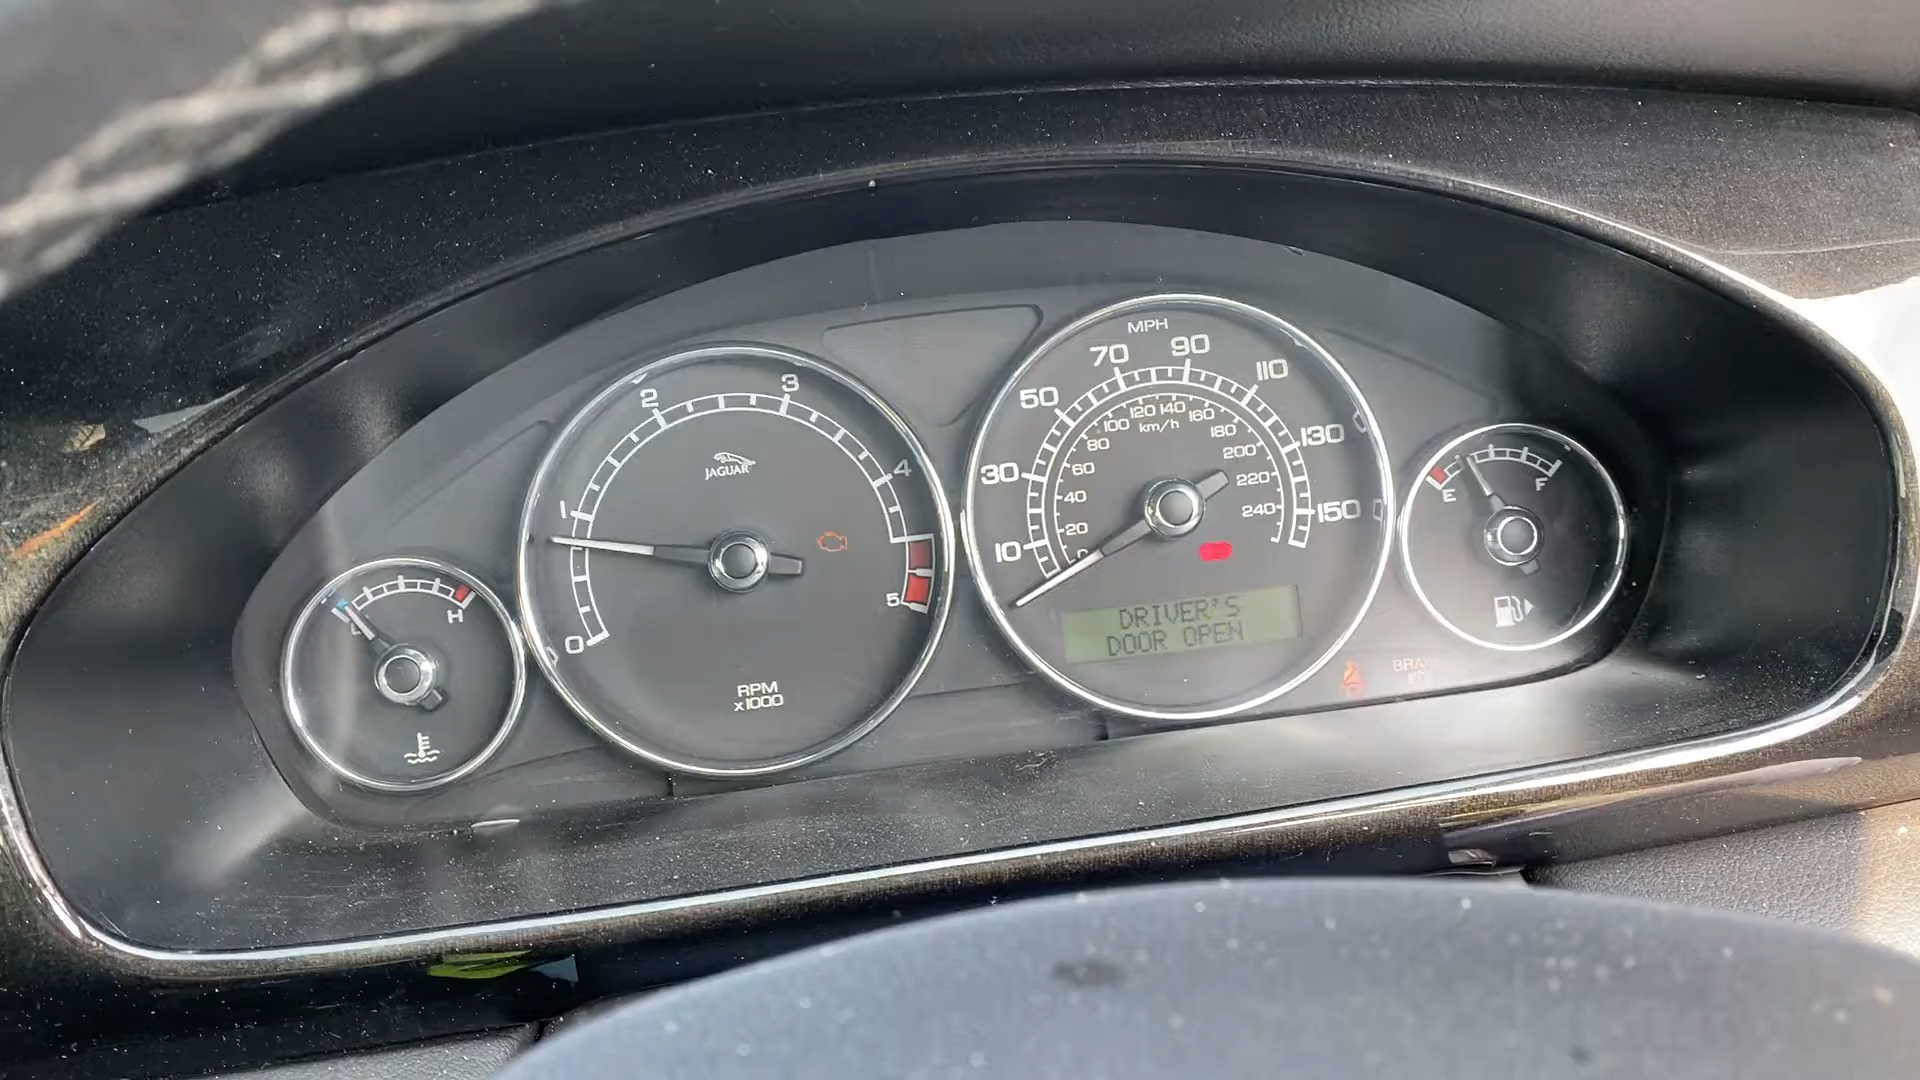 MPH
70 90
50 110
30 130
10 150
120 140
100 km/h 160
80 180
60 200
40 220
20 240
0
DRIVER'S
DOOR OPEN
2 3
1 4
0 5
JAGUAR
RPM
x1000
H
E F